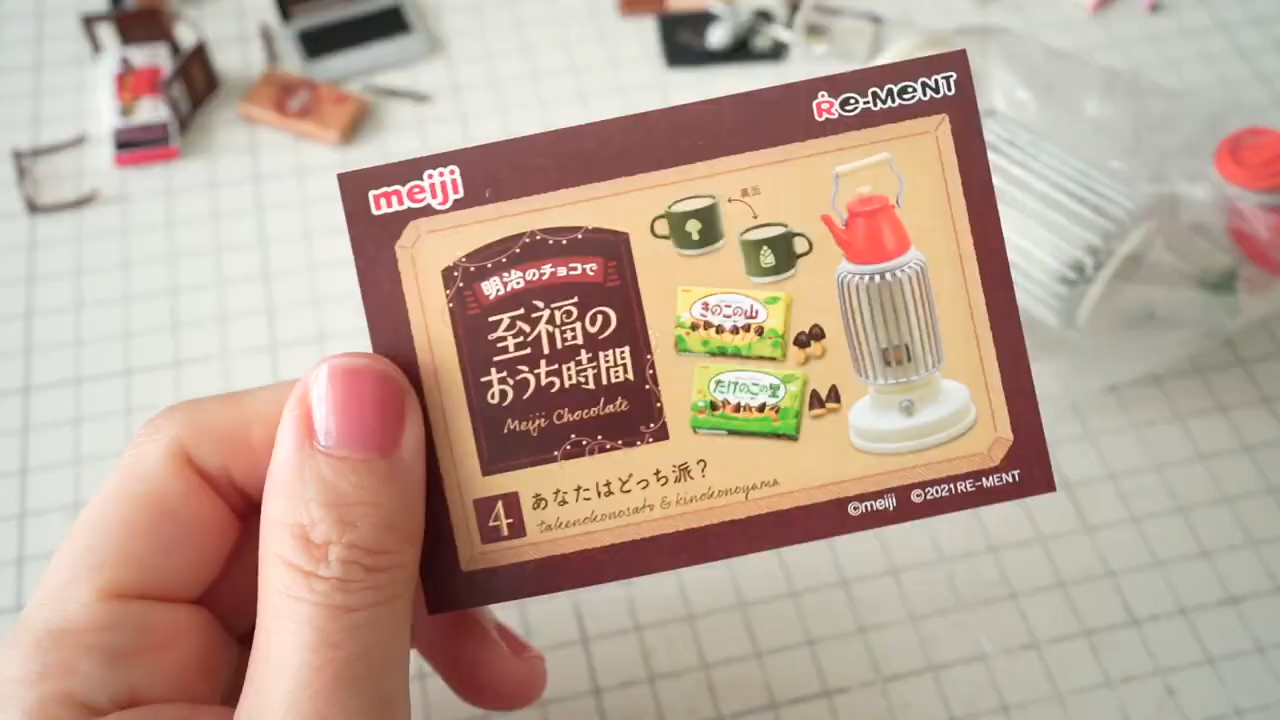 meiji
Re-MeNT
明治のチョコで
至福の
おうち時間
Meiji Chocolate
裏面
きのこの山
たけのこの里
4
あなたはどっち派？
takenokonosato & kinokonoyama
©meiji ©2021RE-MENT